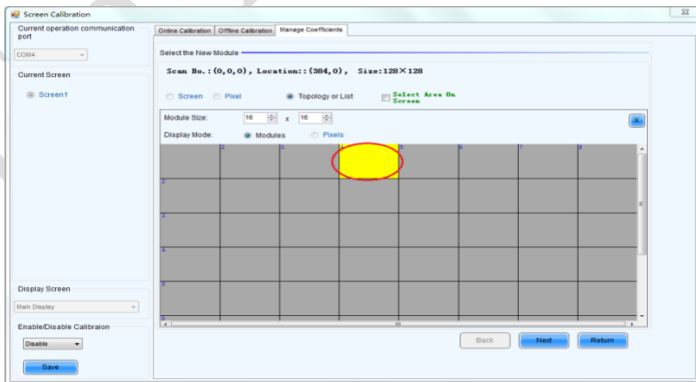 Screen Calibration
Current operation communication port
COM4
Current Screen
Screen1
Display Screen
Main Display
Enable/Disable Calibraion
Disable
Save
Online Calibration Offline Calibration Manage Coefficients
Select the New Module
Scan Bo.:(0,0,0), Location::(384,0), Size:128×128
Screen Pixel Topology or List Select Area On Screen
Module Size: 16 x 16
Display Mode: Modules Pixels
2 3 5 6 7 8
2
3
4
5
6
Back Next Return